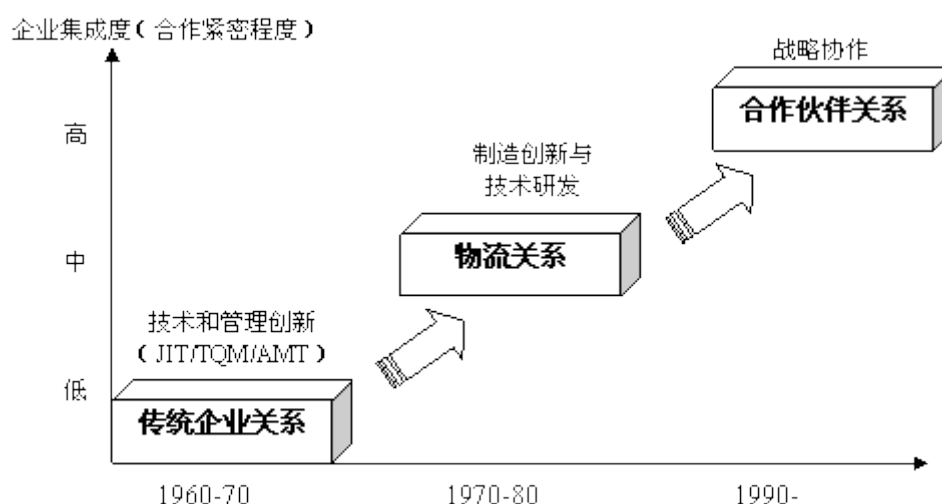 企业集成度(合作紧密程度)
战略协作
合作伙伴关系
高
制造创新与
技术研发
物流关系
中
技术和管理创新
(JIT/TQM/AMT)
低
传统企业关系
1960-70
1970-80
1990-